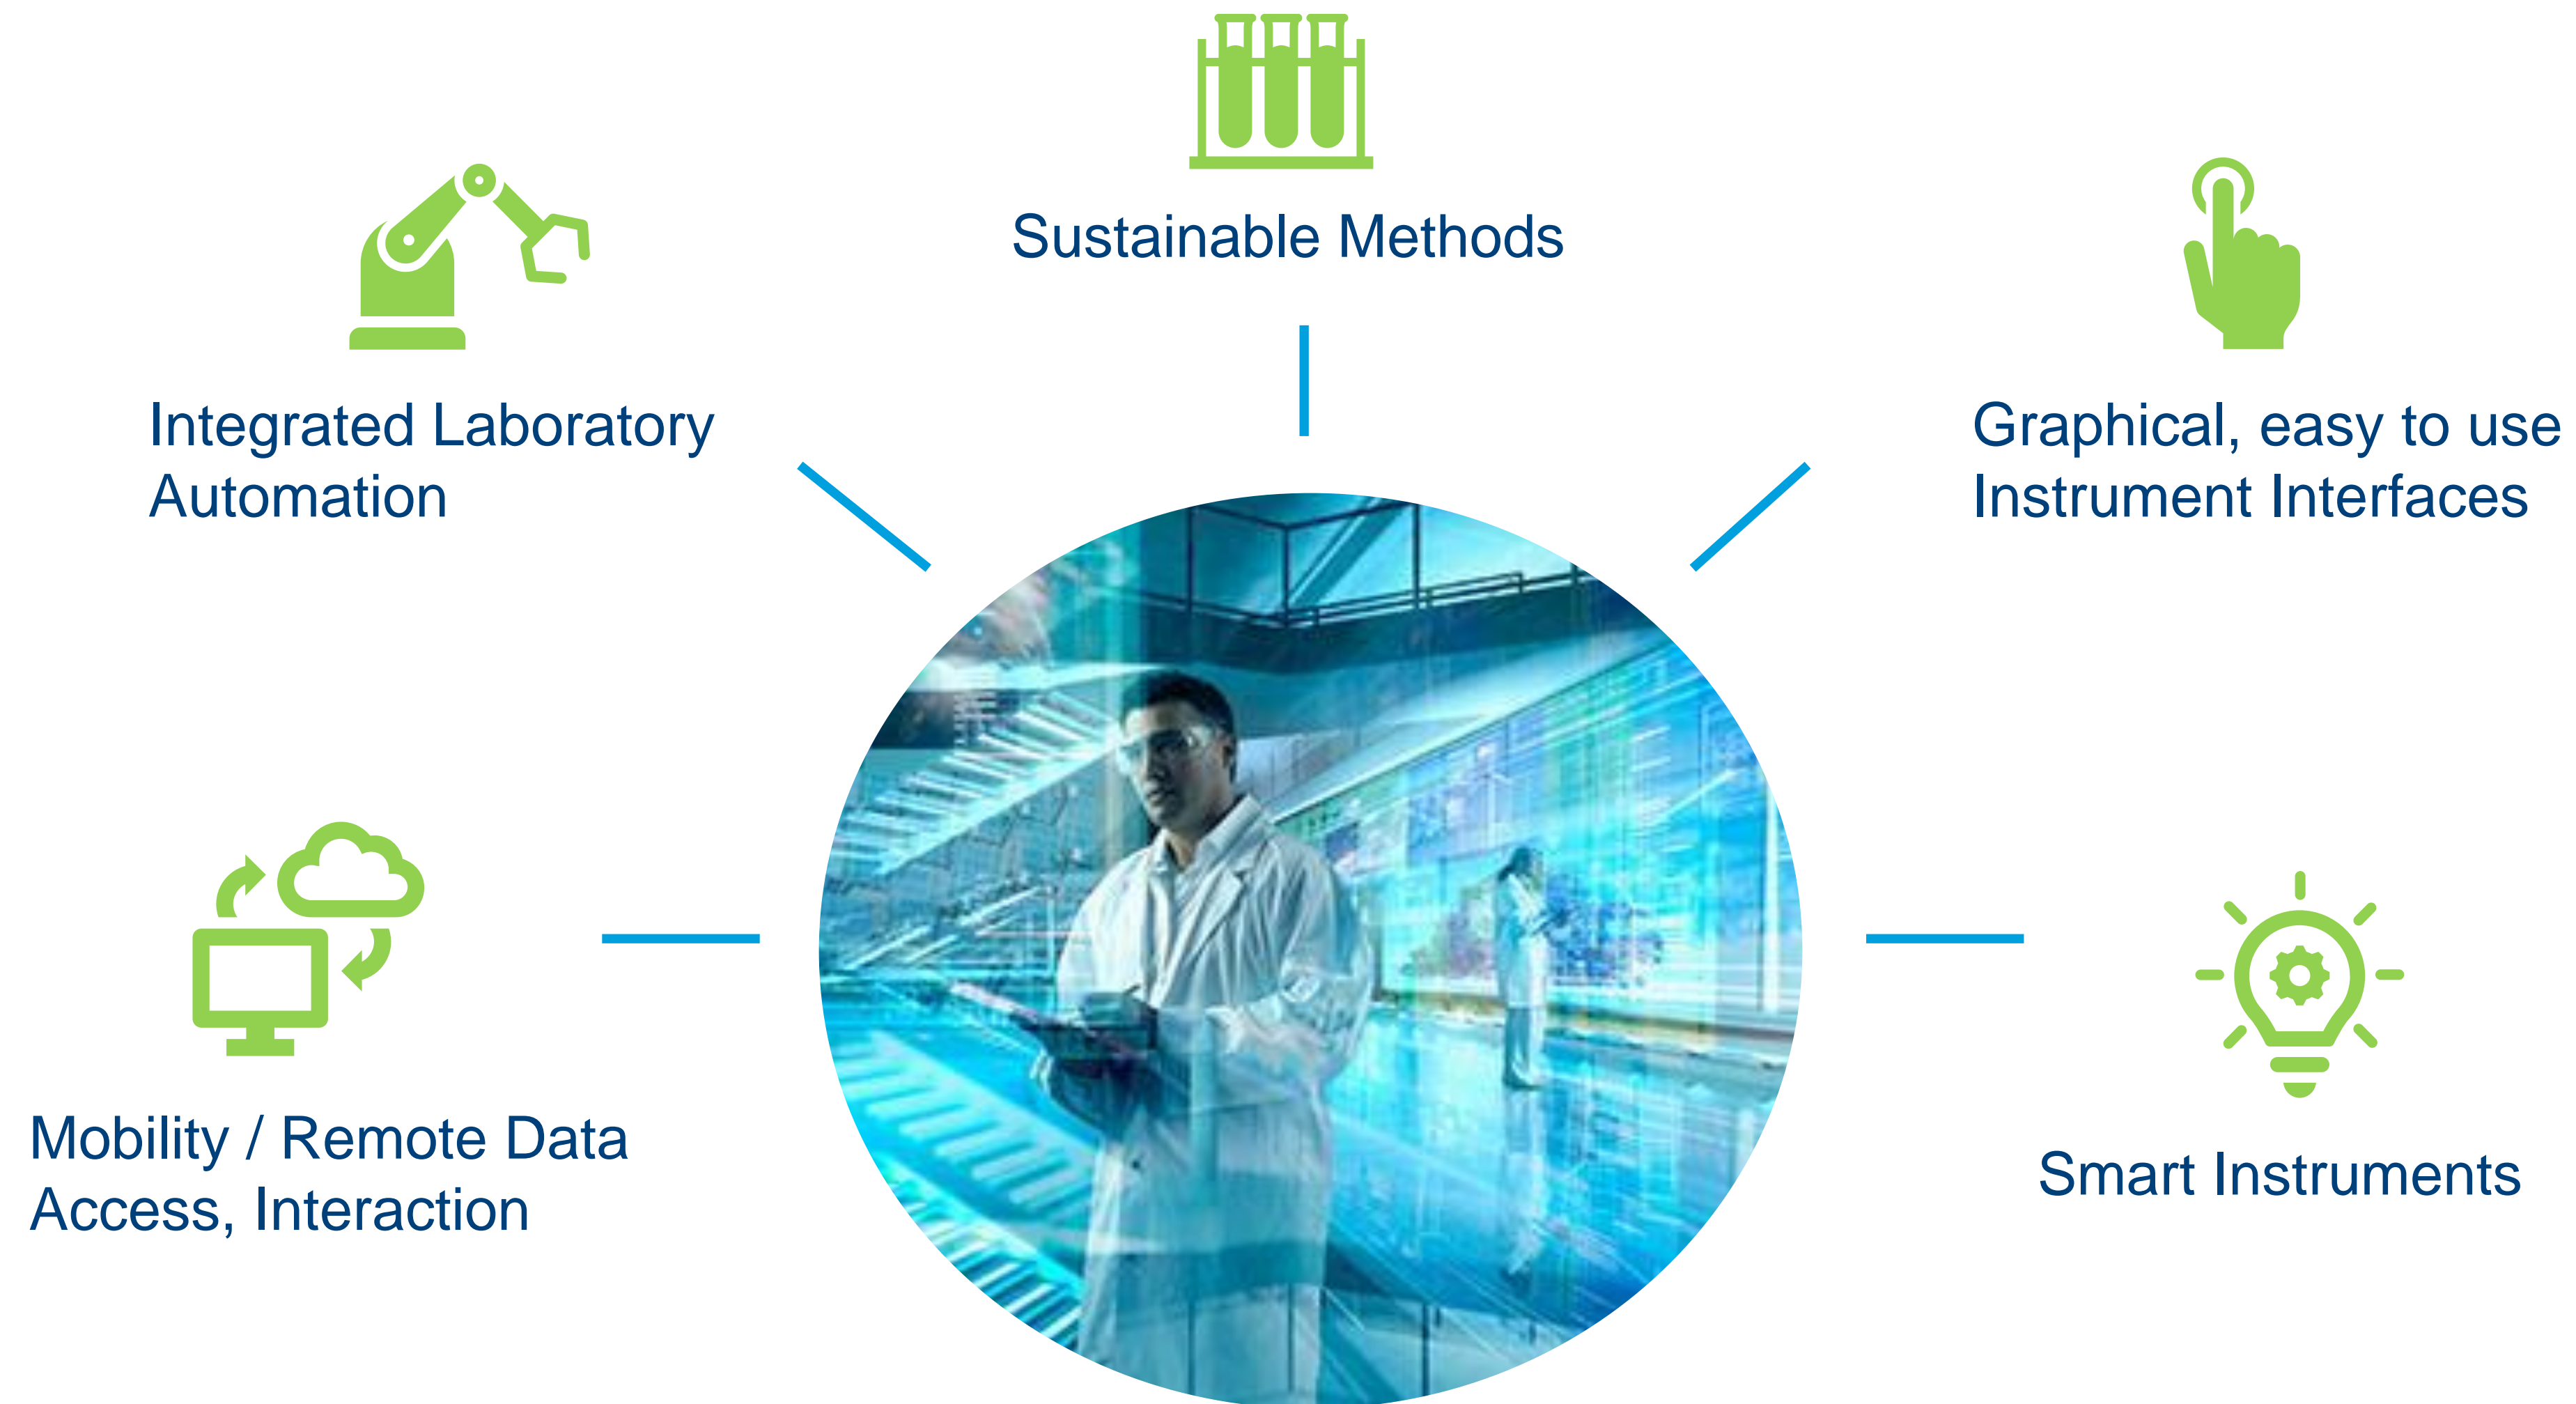 Sustainable Methods
Integrated Laboratory
Automation
Graphical, easy to use
Instrument Interfaces
Mobility / Remote Data
Access, Interaction
Smart Instruments